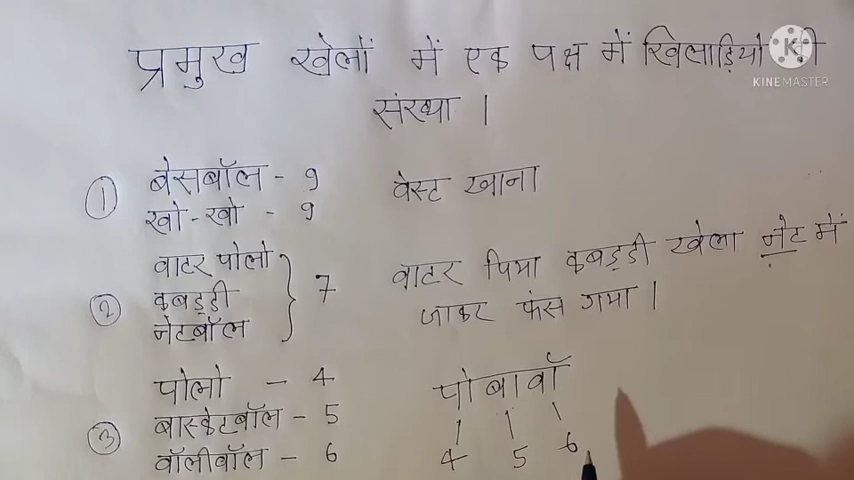 प्रमुख खेलों में एक पक्ष में खिलाड़ियो की
संख्या ।
K
KINEMASTER
① बेसबॉल - 9 वेस्ट खाना
खो-खो - 9
② वाटर पोलो
कबड्डी } 7 वाटर पिया कबड्डी खेला नेट में
नेटबॉल जाकर फंस गया ।
③ पोलो - 4 पोबावॉ
बास्केटबॉल - 5
वॉलीबॉल - 6 4 5 6